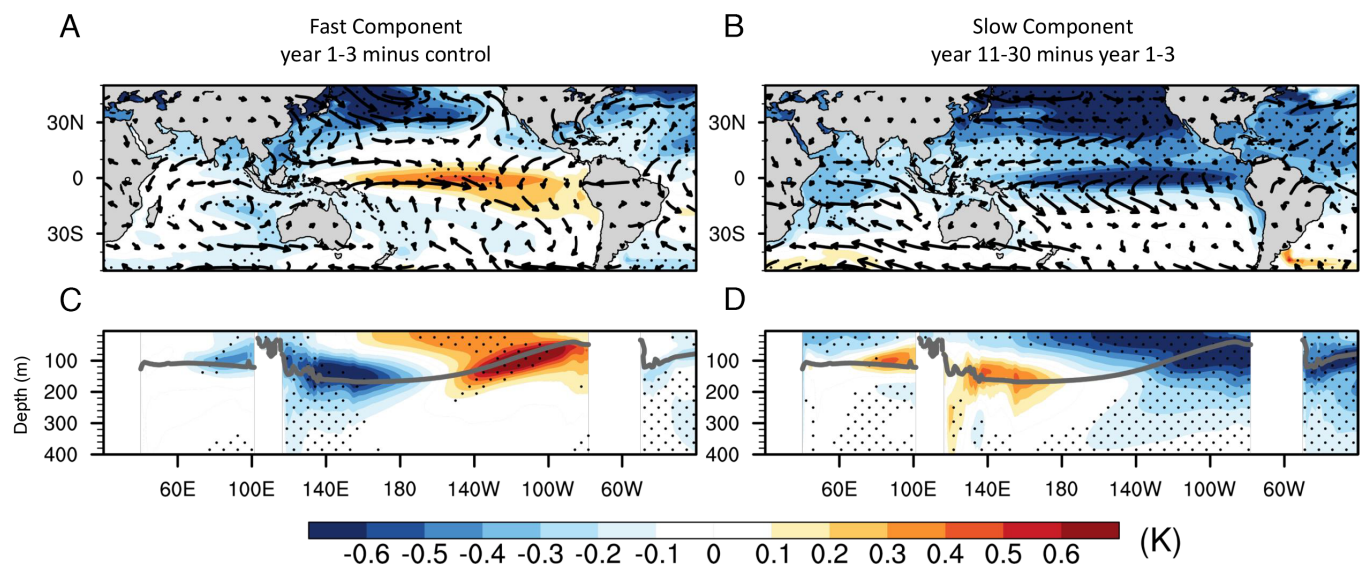 A
Fast Component
year 1-3 minus control
B
Slow Component
year 11-30 minus year 1-3
30N
0
30S
30N
0
30S
C
D
Depth (m)
100
200
300
400
100
200
300
400
60E 100E 140E 180 140W 100W 60W
60E 100E 140E 180 140W 100W 60W
-0.6 -0.5 -0.4 -0.3 -0.2 -0.1 0 0.1 0.2 0.3 0.4 0.5 0.6 (K)